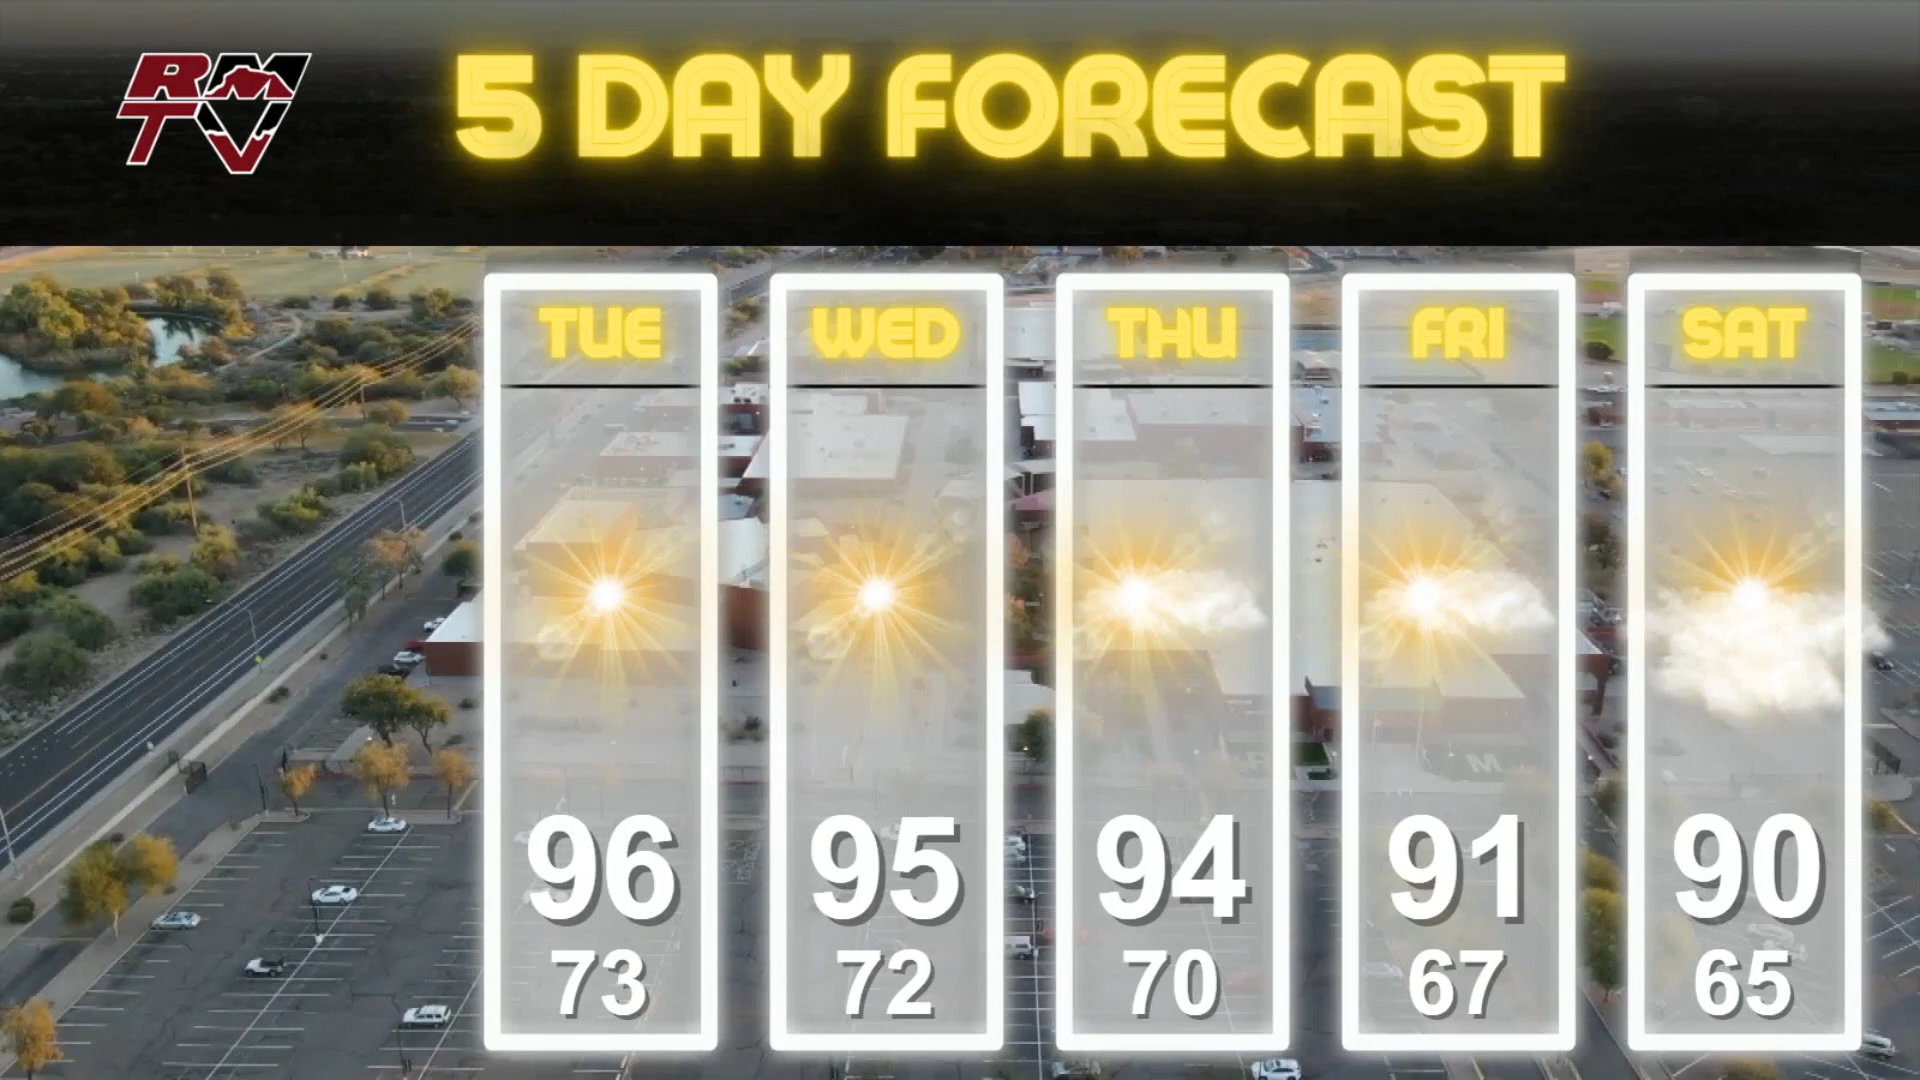 RM
TV
5 DAY FORECAST
TUE
WED
THU
FRI
SAT
96
95
94
91
90
73
72
70
67
65
M